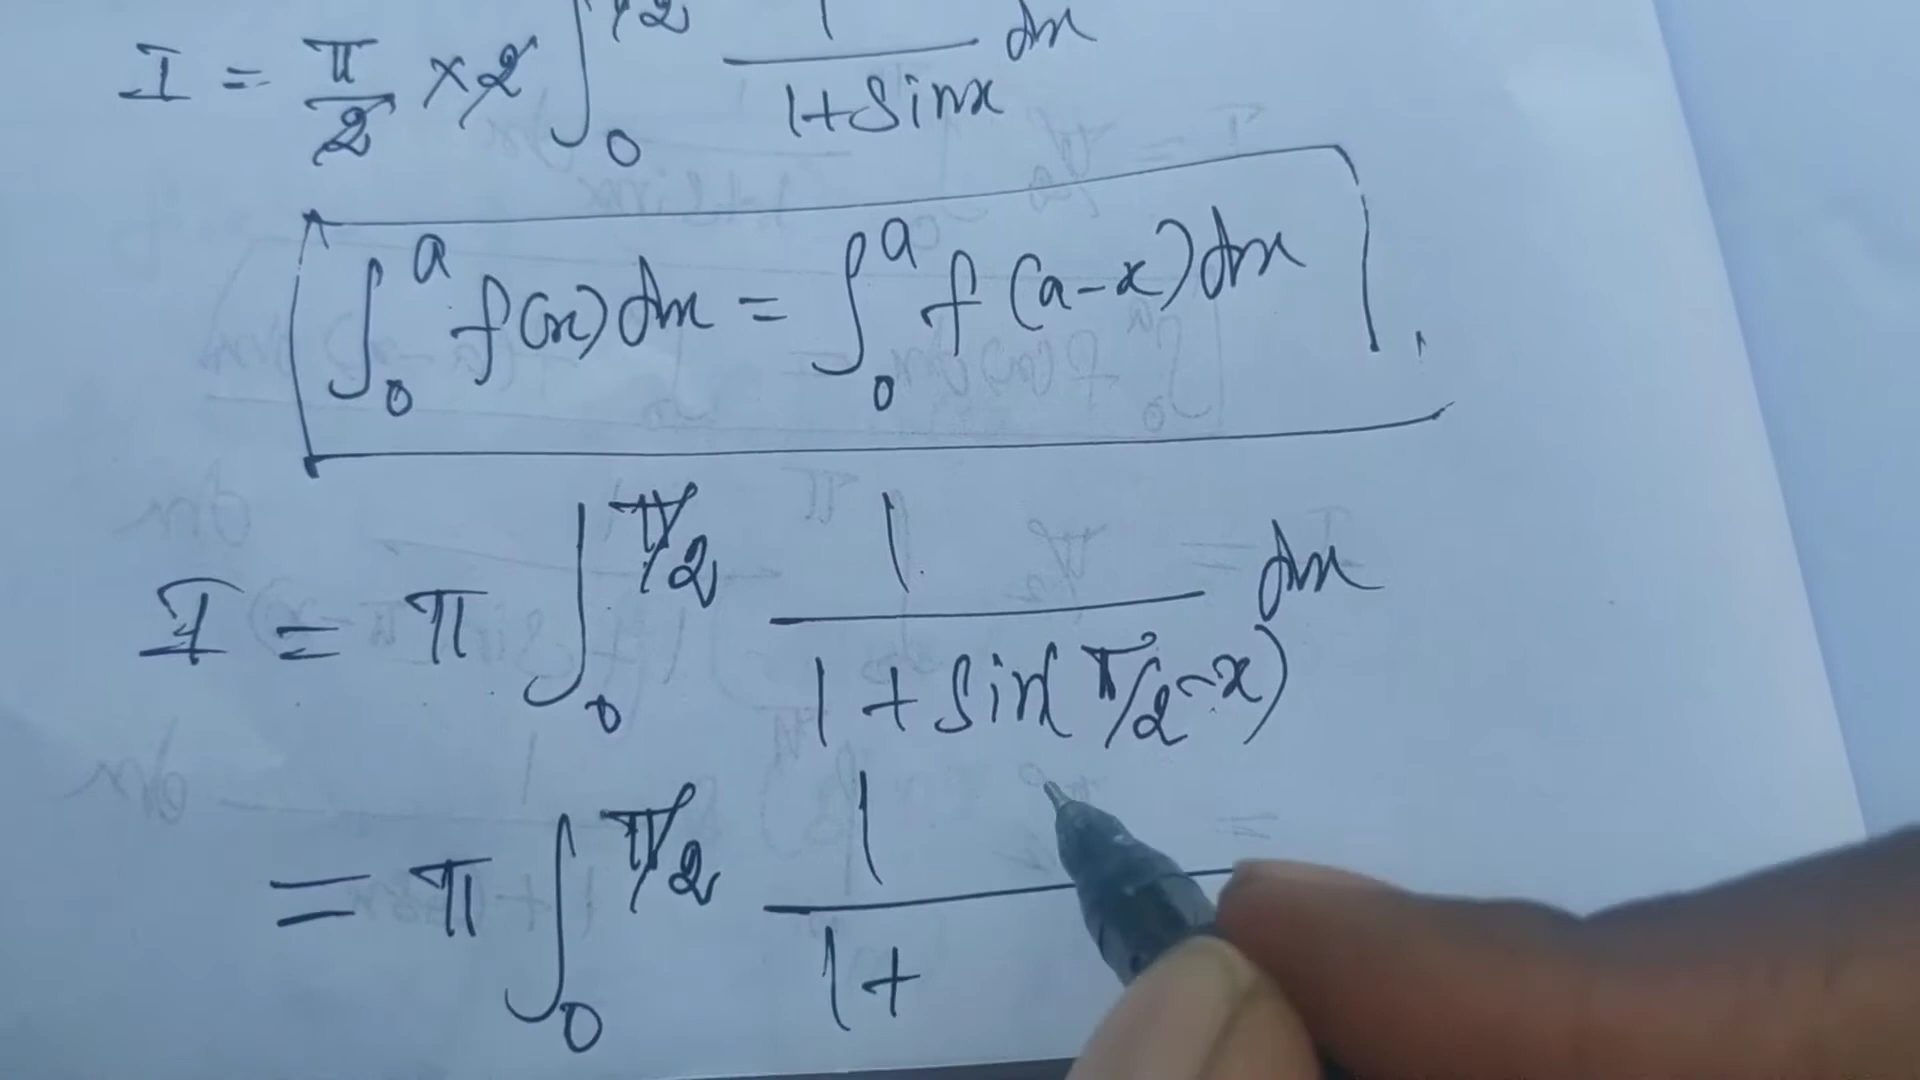 I = π/2 × 2 ∫₀^π/2 1/(1+sinx) dx
∫₀^a f(x) dx = ∫₀^a f(a-x) dx
I = π ∫₀^π/2 1/(1+sin(π/2-x)) dx
= π ∫₀^π/2 1/(1+